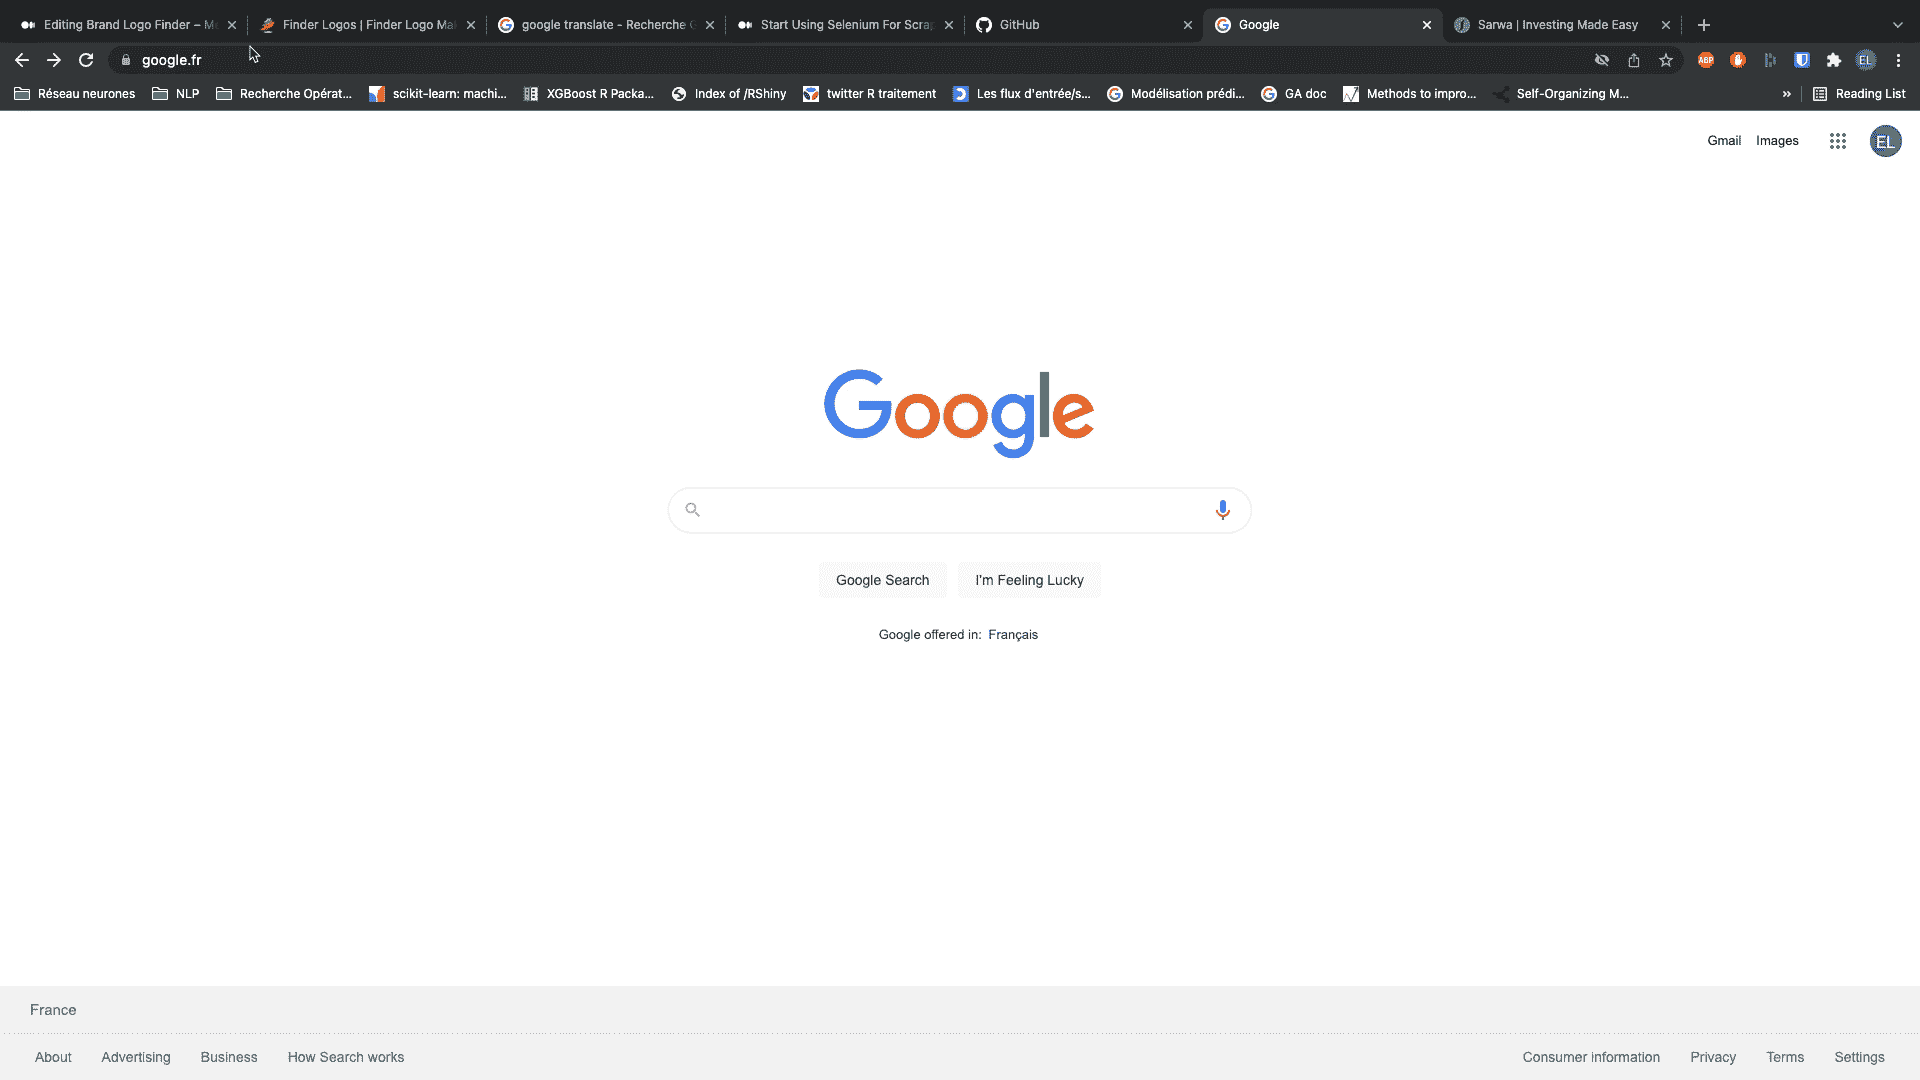 Editing Brand Logo Finder – M
Finder Logos | Finder Logo Ma
google translate - Recherche G
Start Using Selenium For Scra
GitHub
Google
Sarwa | Investing Made Easy
google.fr
ABP
EL
Réseau neurones
NLP
Recherche Opérat...
scikit-learn: machi...
XGBoost R Packa...
Index of /RShiny
twitter R traitement
Les flux d'entrée/s...
Modélisation prédi...
GA doc
Methods to impro...
Self-Organizing M...
»
Reading List
Gmail
Images
EL
Google
Google Search
I'm Feeling Lucky
Google offered in: Français
France
About
Advertising
Business
How Search works
Consumer information
Privacy
Terms
Settings